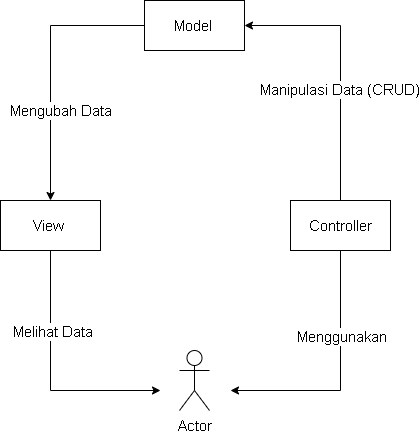 Model
Manipulasi Data (CRUD)
Mengubah Data
View
Controller
Melihat Data
Menggunakan
Actor